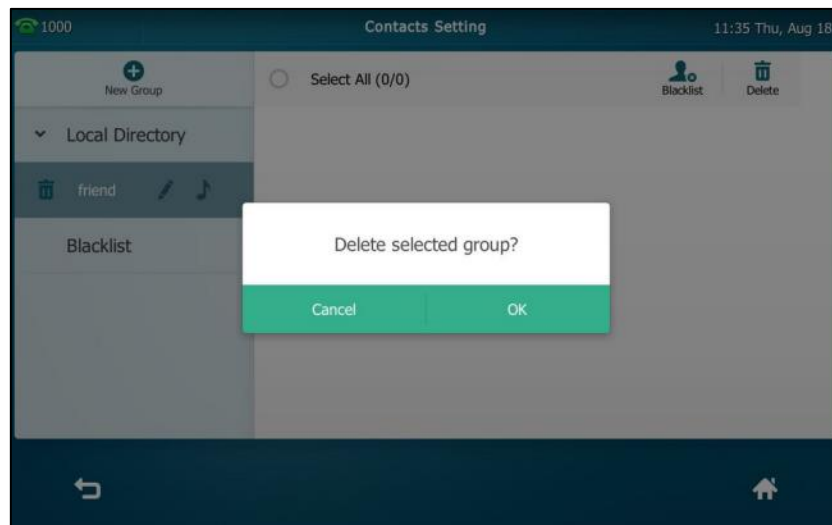 1000 Contacts Setting 11:35 Thu, Aug 18
New Group
Select All (0/0)
Blacklist
Delete
Local Directory
friend
Blacklist
Delete selected group?
Cancel OK